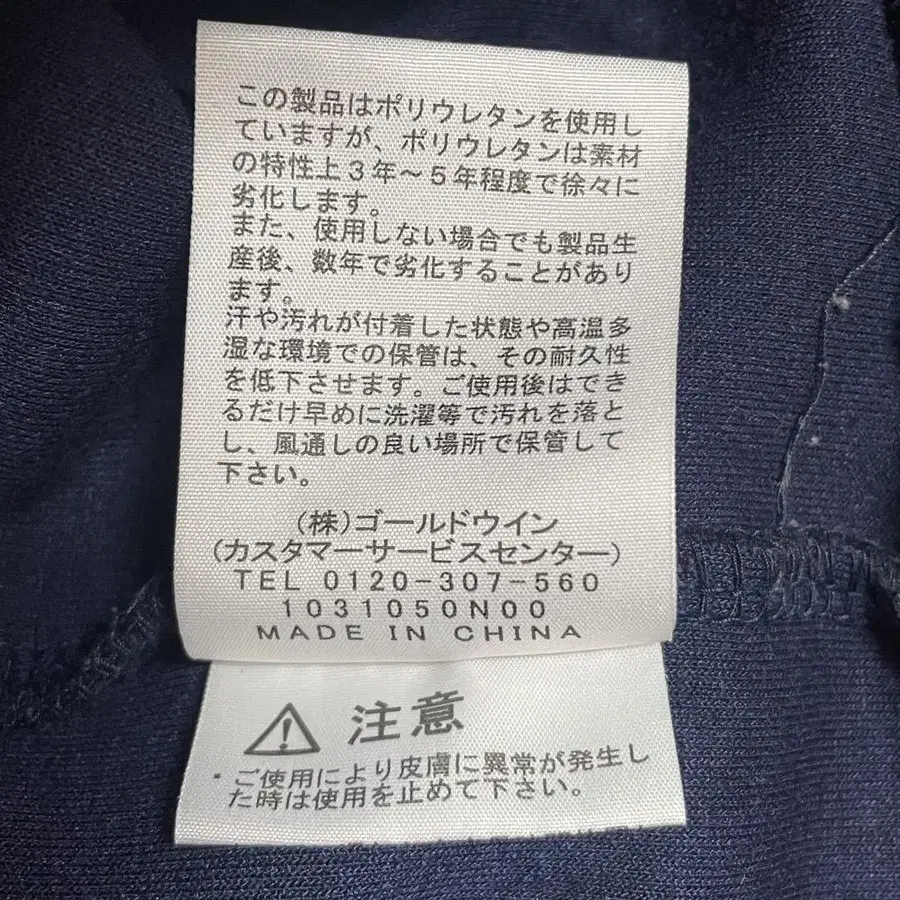 この製品はポリウレタンを使用し
ていますが、ポリウレタンは素材
の特性上3年～5年程度で徐々に
劣化します。
また、使用しない場合でも製品生
産後、数年で劣化することがあり
ます。
汗や汚れが付着した状態や高温多
湿な環境での保管は、その耐久性
を低下させます。ご使用後はでき
るだけ早めに洗濯等で汚れを落と
し、風通しの良い場所で保管して
下さい。
(株)ゴールドウイン
(カスタマーサービスセンター)
TEL 0120-307-560
1031050N00
MADE IN CHINA
注意
・ご使用により皮膚に異常が発生し
た時は使用を止めて下さい。